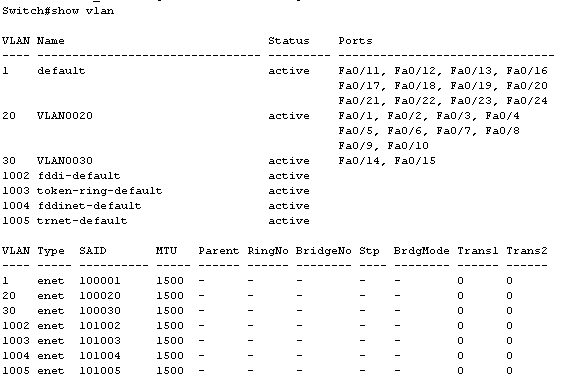 Switch#show vlan

VLAN Name                             Status    Ports
---- -------------------------------- --------- -------------------------------
1    default                          active    Fa0/11, Fa0/12, Fa0/13, Fa0/16
                                                Fa0/17, Fa0/18, Fa0/19, Fa0/20
                                                Fa0/21, Fa0/22, Fa0/23, Fa0/24
20   VLAN0020                         active    Fa0/1, Fa0/2, Fa0/3, Fa0/4
                                                Fa0/5, Fa0/6, Fa0/7, Fa0/8
                                                Fa0/9, Fa0/10
30   VLAN0030                         active    Fa0/14, Fa0/15
1002 fddi-default                     active
1003 token-ring-default               active
1004 fddinet-default                  active
1005 trnet-default                    active

VLAN Type  SAID       MTU   Parent RingNo BridgeNo Stp  BrdgMode Trans1 Trans2
---- ----- ---------- ----- ------ ------ -------- ---- -------- ------ ------
1    enet  100001     1500  -      -      -        -    -        0      0
20   enet  100020     1500  -      -      -        -    -        0      0
30   enet  100030     1500  -      -      -        -    -        0      0
1002 enet  101002     1500  -      -      -        -    -        0      0
1003 enet  101003     1500  -      -      -        -    -        0      0
1004 enet  101004     1500  -      -      -        -    -        0      0
1005 enet  101005     1500  -      -      -        -    -        0      0